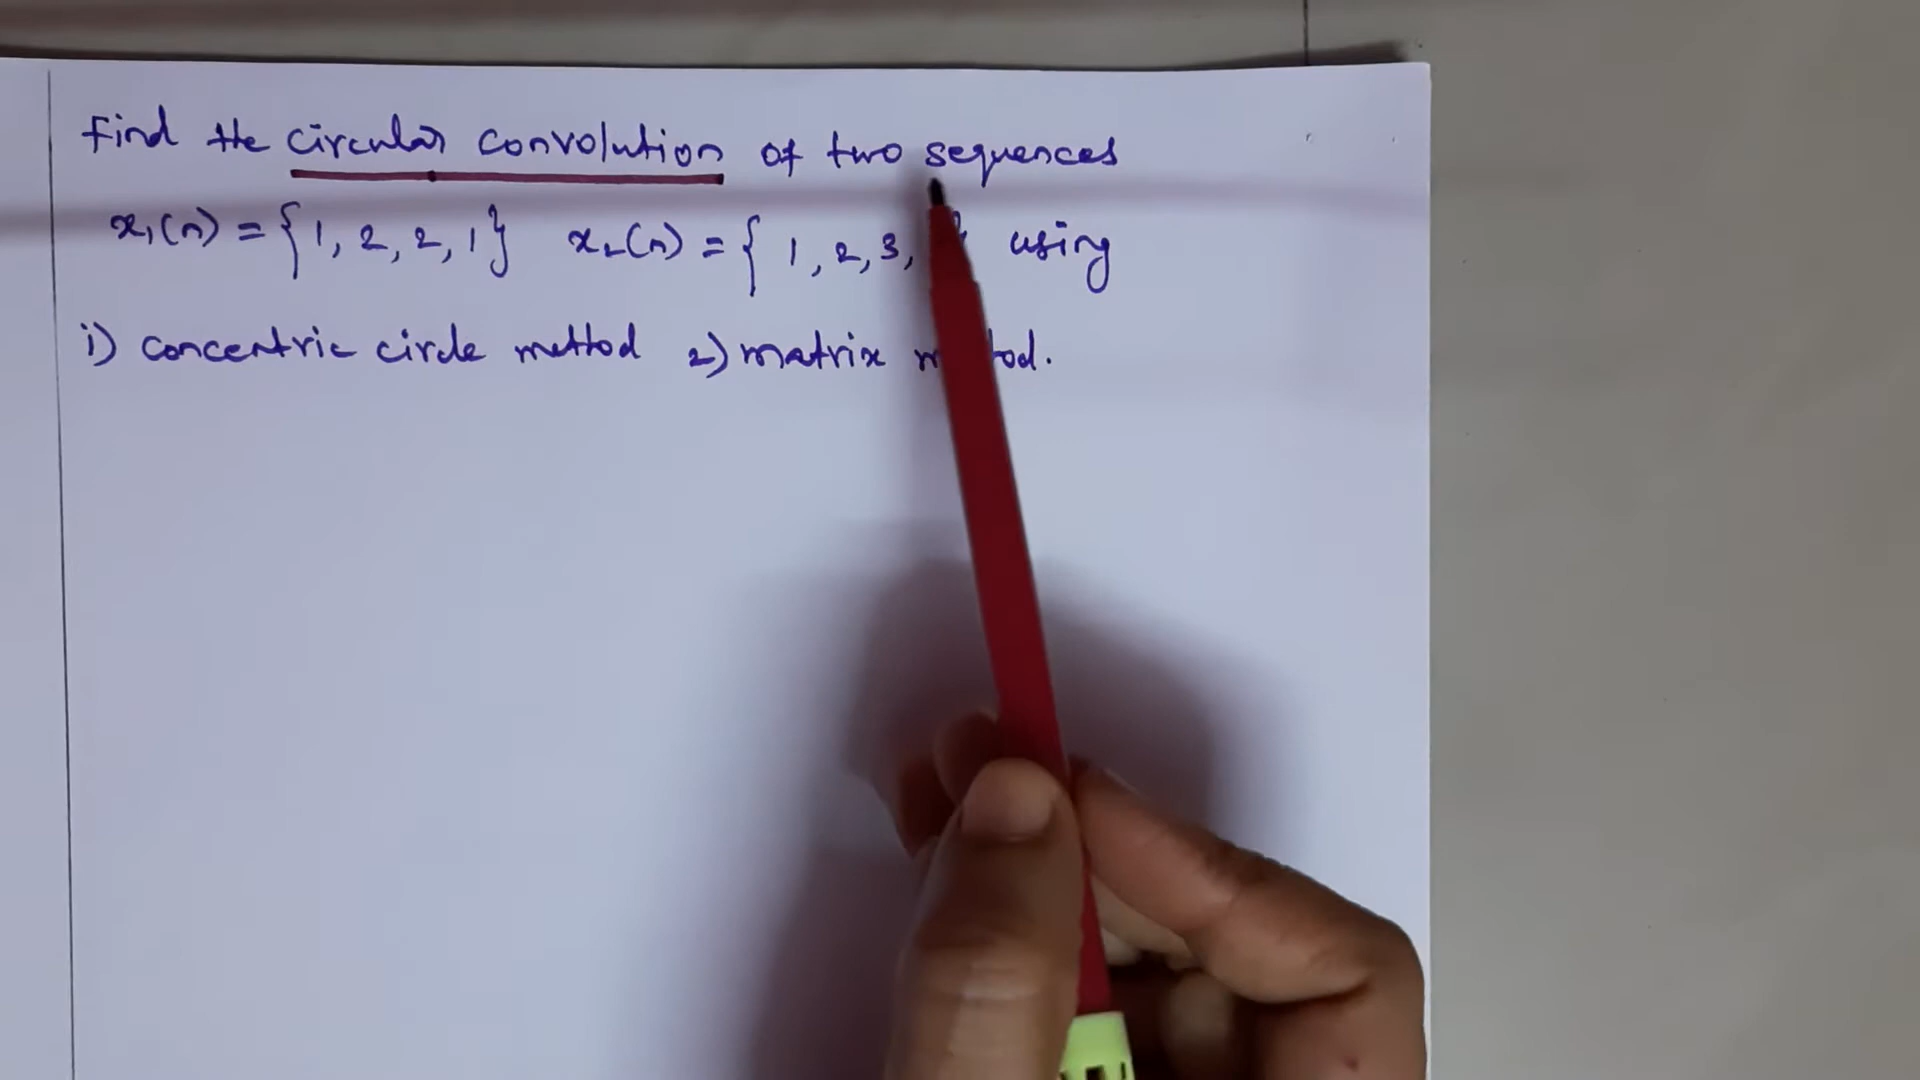 Find the circular convolution of two sequences
x₁(n) = {1, 2, 2, 1} x₂(n) = { 1, 2, 3, } using
i) concentric circle method 2) matrix